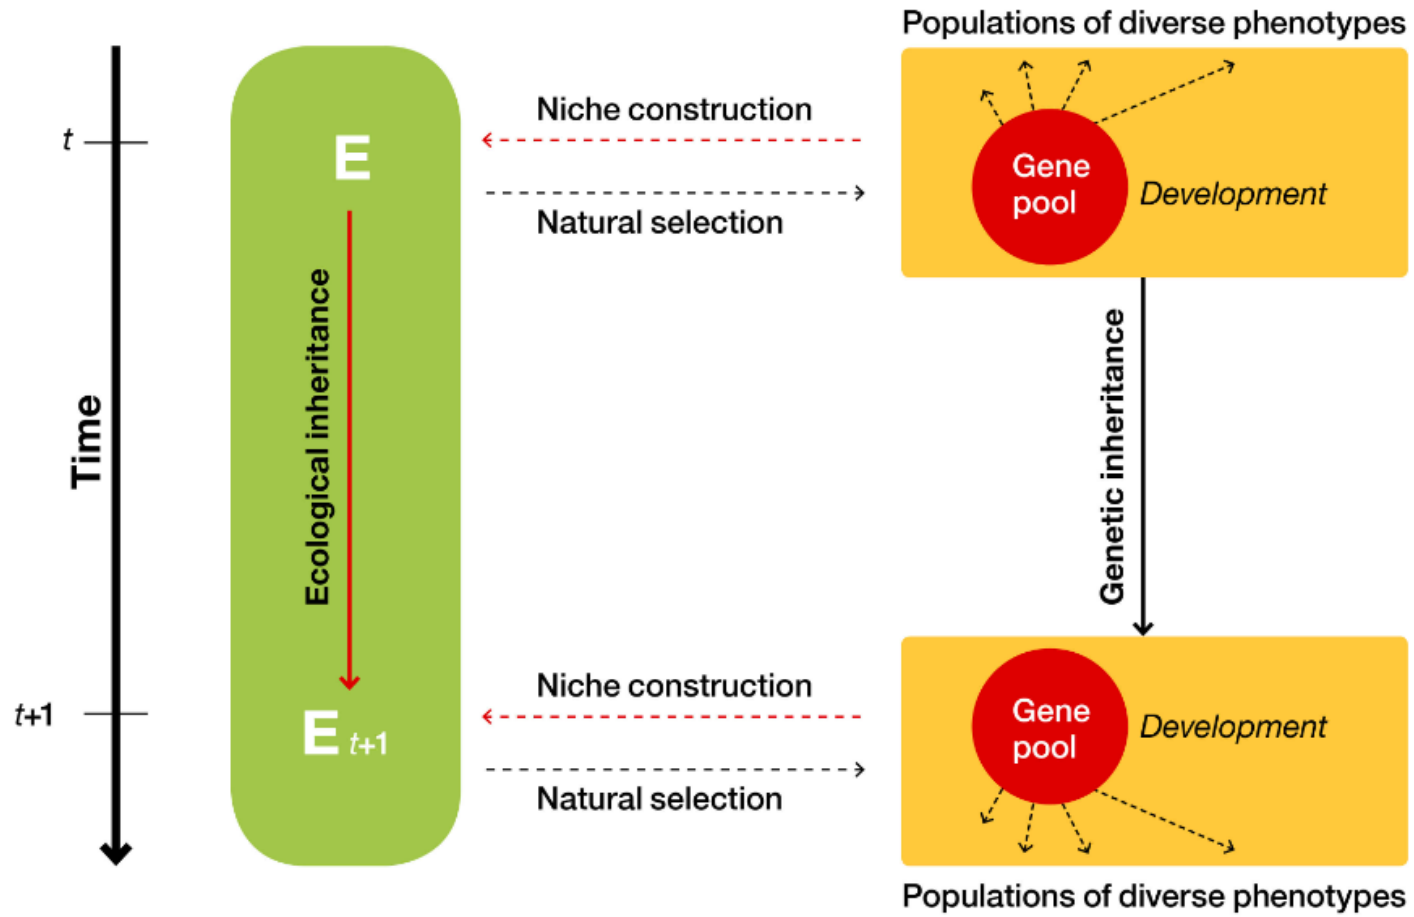 Populations of diverse phenotypes
t
E
Niche construction
Natural selection
Gene
pool
Development
Time
Ecological inheritance
Genetic inheritance
t+1
E t+1
Niche construction
Natural selection
Gene
pool
Development
Populations of diverse phenotypes